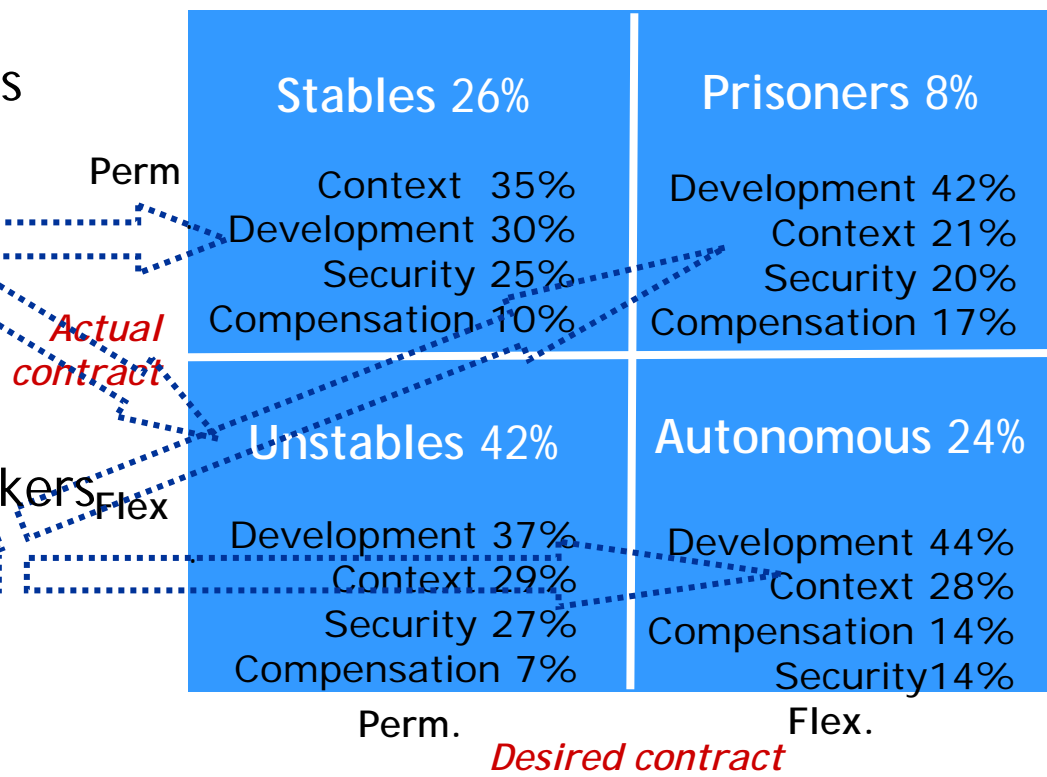 s
Stables 26%
Prisoners 8%
Perm
Context 35%
Development 30%
Security 25%
Compensation 10%
Development 42%
Context 21%
Security 20%
Compensation 17%
Actual
contract
Unstables 42%
Autonomous 24%
kers
Flex
Development 37%
Context 29%
Security 27%
Compensation 7%
Development 44%
Context 28%
Compensation 14%
Security14%
Perm.
Flex.
Desired contract